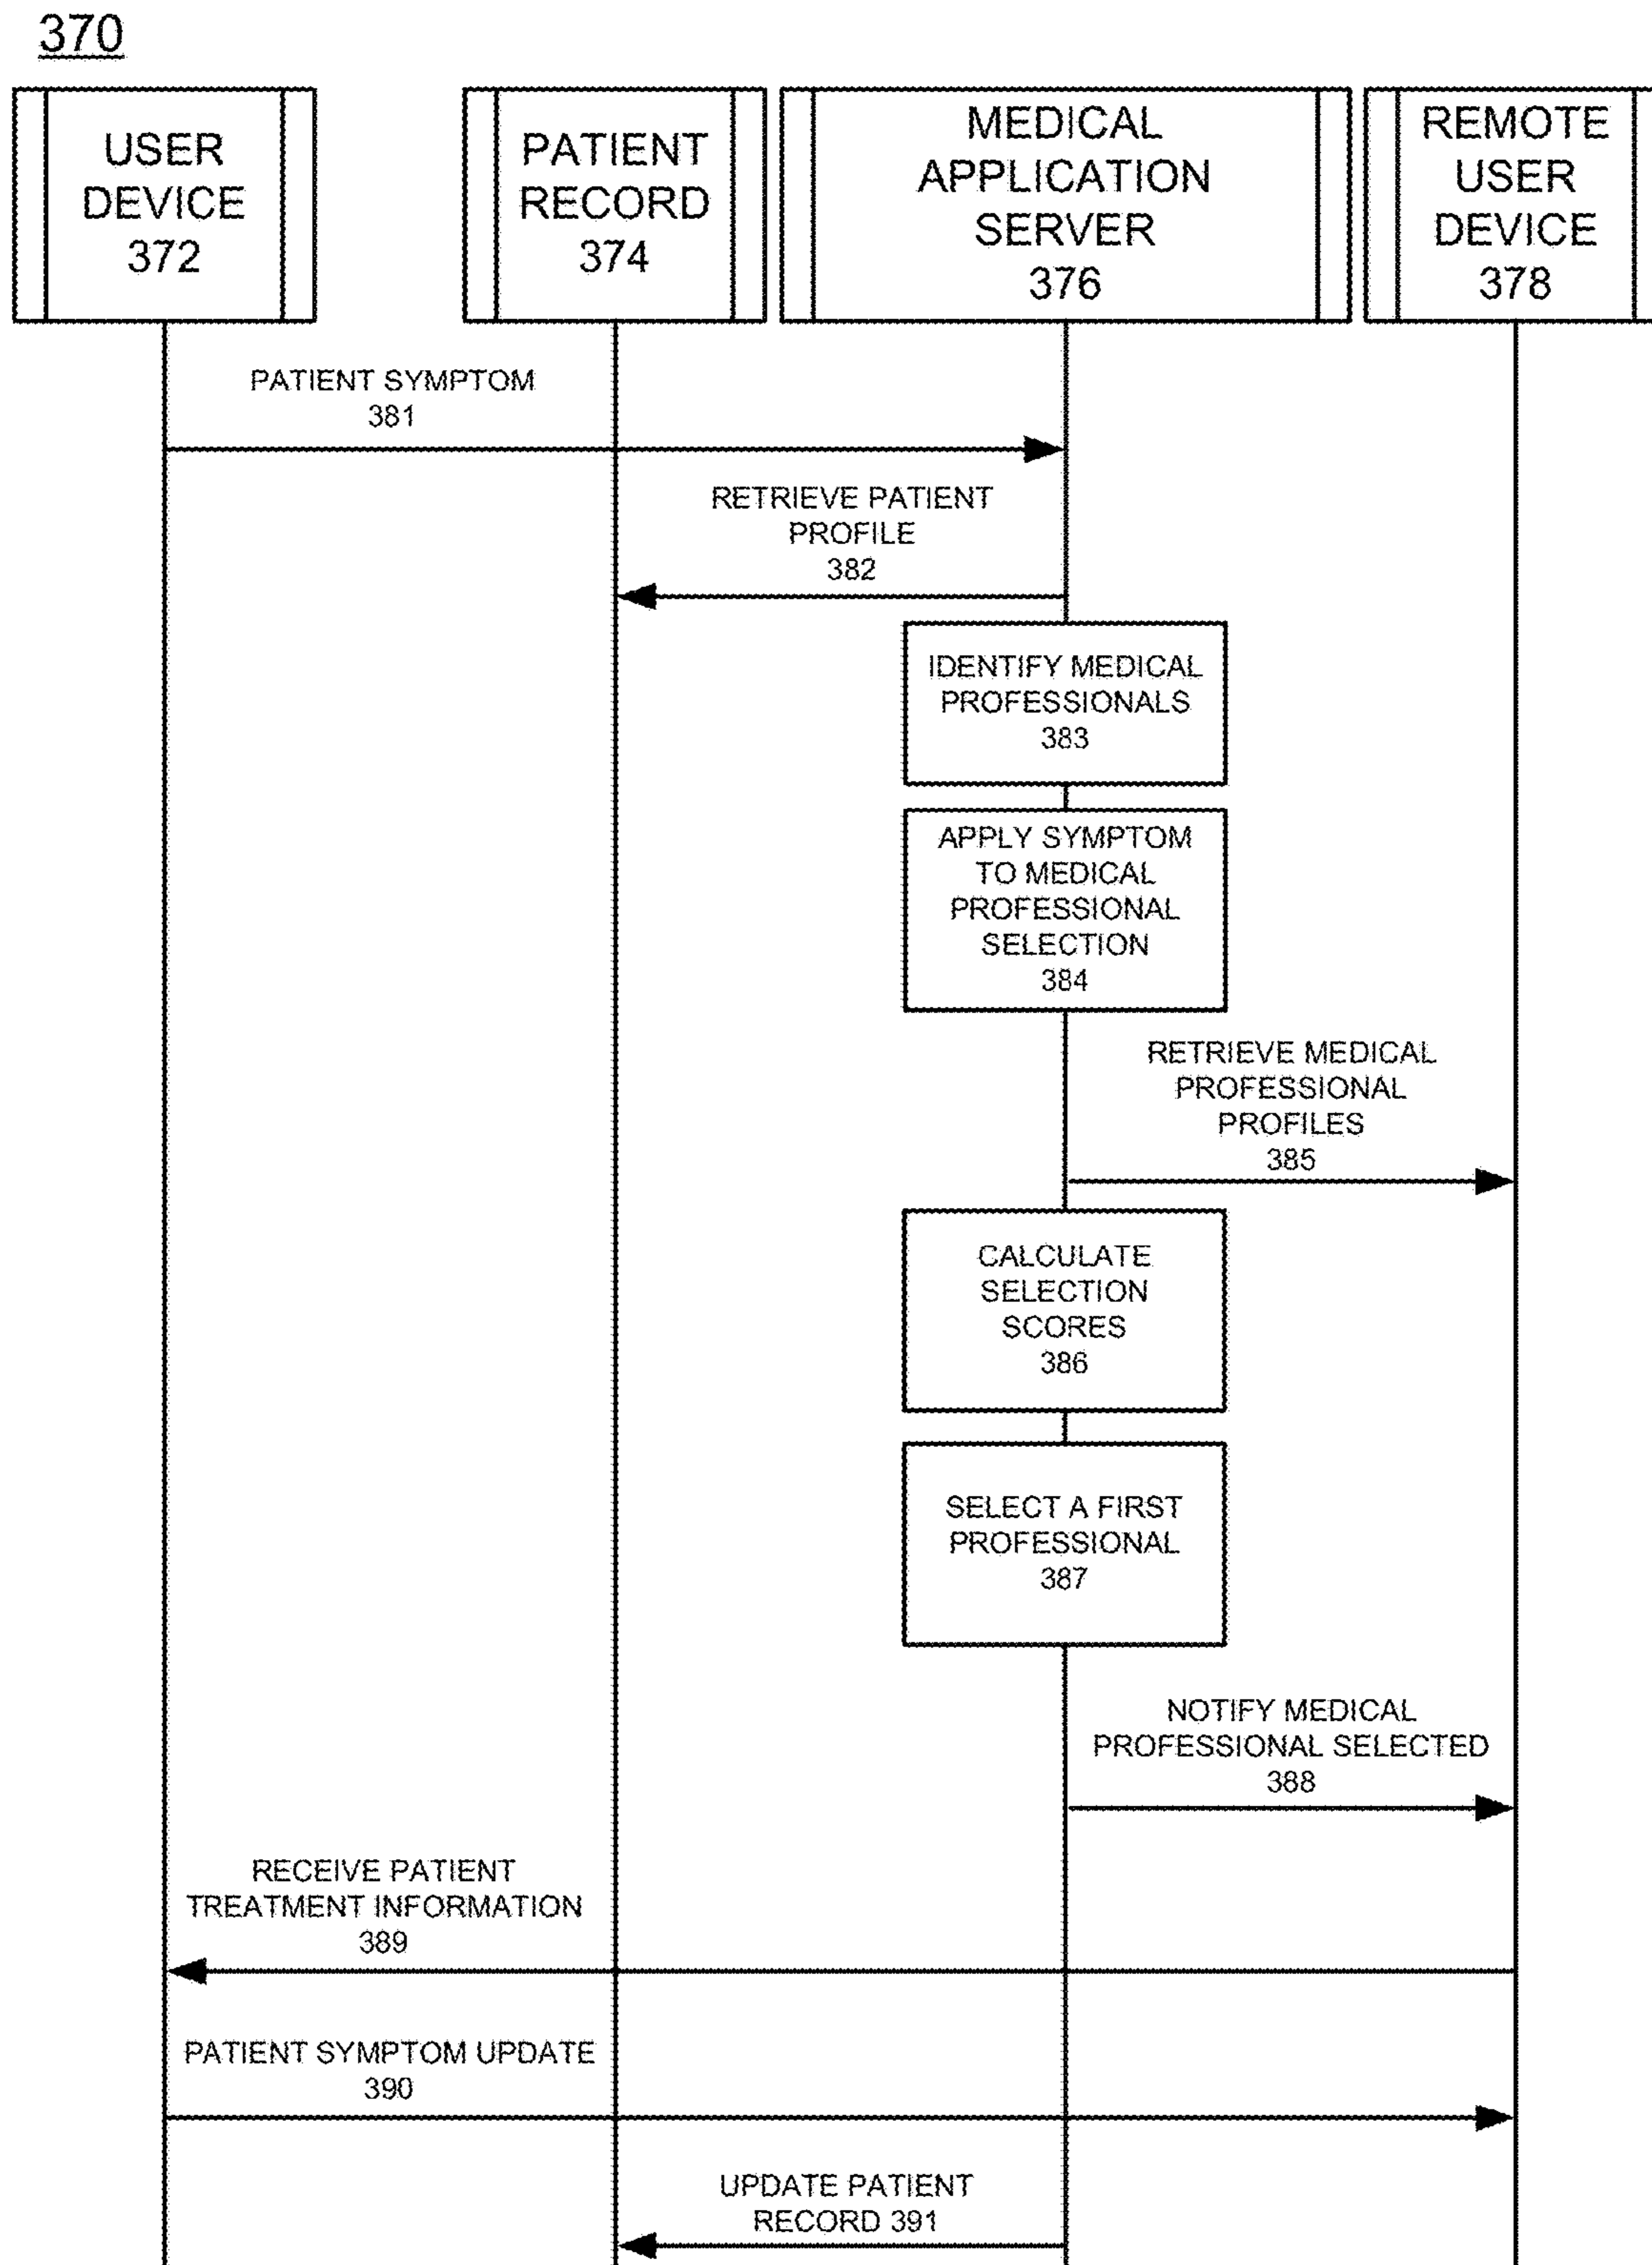 370
USER
DEVICE
372
PATIENT
RECORD
374
MEDICAL
APPLICATION
SERVER
376
REMOTE
USER
DEVICE
378
PATIENT SYMPTOM
381
RETRIEVE PATIENT
PROFILE
382
IDENTIFY MEDICAL
PROFESSIONALS
383
APPLY SYMPTOM
TO MEDICAL
PROFESSIONAL
SELECTION
384
RETRIEVE MEDICAL
PROFESSIONAL
PROFILES
385
CALCULATE
SELECTION
SCORES
386
SELECT A FIRST
PROFESSIONAL
387
NOTIFY MEDICAL
PROFESSIONAL SELECTED
388
RECEIVE PATIENT
TREATMENT INFORMATION
389
PATIENT SYMPTOM UPDATE
390
UPDATE PATIENT
RECORD 391